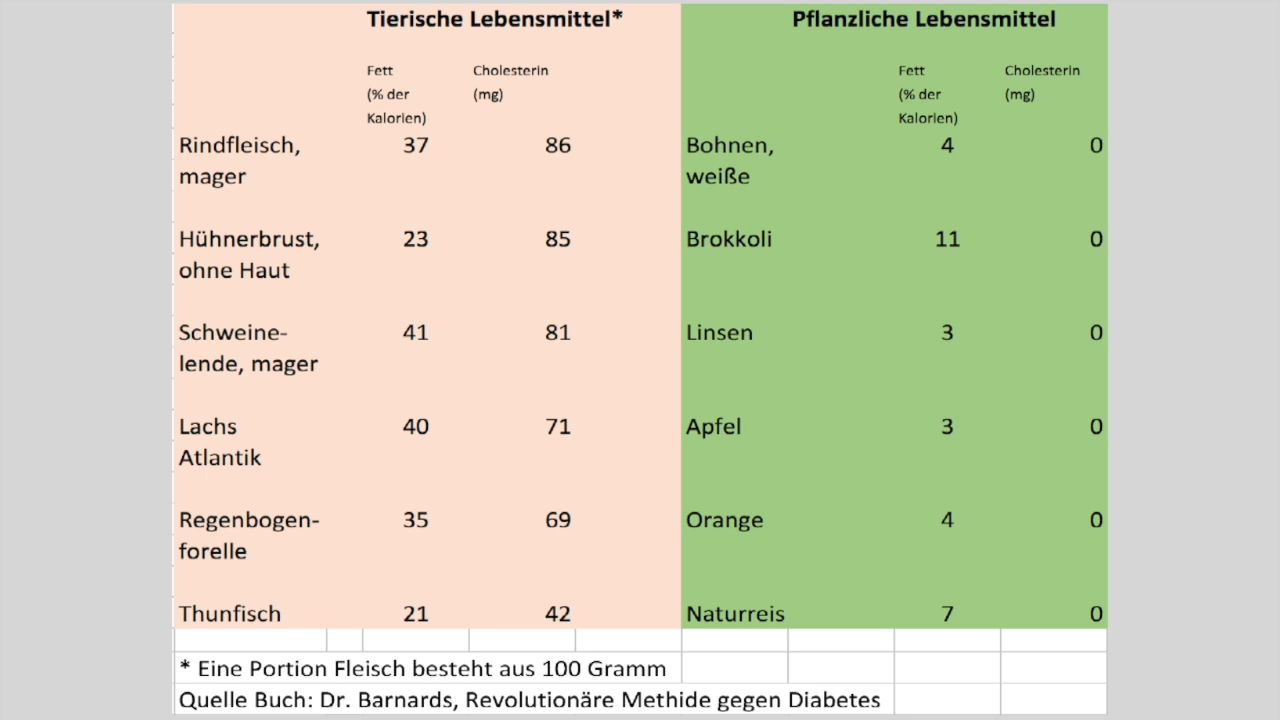 Tierische Lebensmittel* Pflanzliche Lebensmittel
Fett Cholesterin Fett Cholesterin
(% der (mg) (% der (mg)
Kalorien) Kalorien)
Rindfleisch, 37 86 Bohnen, 4 0
mager weiße
Hühnerbrust, 23 85 Brokkoli 11 0
ohne Haut
Schweine- 41 81 Linsen 3 0
lende, mager
Lachs 40 71 Apfel 3 0
Atlantik
Regenbogen- 35 69 Orange 4 0
forelle
Thunfisch 21 42 Naturreis 7 0
* Eine Portion Fleisch besteht aus 100 Gramm
Quelle Buch: Dr. Barnards, Revolutionäre Methide gegen Diabetes